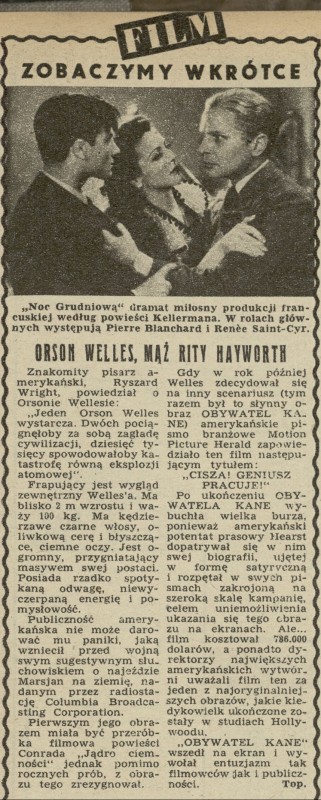 FILM
ZOBACZYMY WKRÓTCE
„Noc Grudniową" dramat miłosny produkcji fran-
cuskiej według powieści Kellermana. W rolach głów-
nych występują Pierre Blanchard i Renèe Saint-Cyr.
ORSON WELLES, MĄŻ RITY HAYWORTH
Znakomity pisarz a-
merykański, Ryszard
Wright, powiedział o
Orsonie Wellesie:
„Jeden Orson Welles
wystarcza. Dwóch pocią-
gnęłoby za sobą zagładę
cywilizacji, dziesięć ty-
sięcy spowodowałoby ka-
tastrofę równą eksplozji
atomowej".
Frapujący jest wygląd
zewnętrzny Welles'a. Ma
blisko 2 m wzrostu i wa-
ży 100 kg. Ma kędzie-
rzawe czarne włosy, o-
liwkową cerę i błyszczą-
ce, ciemne oczy. Jest o-
gromny, przygniatający
masywem swej postaci.
Posiada rzadko spoty-
kaną odwagę, niewy-
czerpaną energię i po-
mysłowość.
Publiczność amery-
kańska nie może daro-
wać mu paniki, jaką
wzniecił przed wojną
swym sugestywnym słu-
chowiskiem o najeździe
Marsjan na ziemię, na-
danym przez radiosta-
cję Columbia Broadca-
sting Corporation.
Pierwszym jego obra-
zem miała być przerób-
ka filmowa powieści
Conrada „Jądro ciem-
ności" jednak pomimo
rocznych prób, z obra-
zu tego zrezygnował.
Gdy w rok później
Welles zdecydował się
na inny scenariusz (tym
razem był to słynny o-
braz OBYWATEL KA-
NE) amerykańskie pi-
smo branżowe Motion
Picture Herald zapowie-
działo ten film następu-
jącym tytułem:
„CISZA! GENIUSZ
PRACUJE!"
Po ukończeniu OBY-
WATELA KANE wy-
buchła wielka burza,
ponieważ amerykański
potentat prasowy Hearst
dopatrywał się w nim
swej biografii, ujętej
w formę satyryczną
i rozpętał w swych pi-
smach zakrojoną na
szeroką skalę kampanię,
celem uniemożliwienia
ukazania się tego obra-
zu na ekranach. Ale...
film kosztował 786.000
dolarów, a ponadto dy-
rektorzy największych
amerykańskich wytwór-
ni uważali film ten za
jeden z najoryginalniej-
szych obrazów, jakie kie-
dykolwiek ukończone zo-
stały w studiach Holly-
woodu.
„OBYWATEL KANE"
wszedł na ekran i wy-
wołał entuzjazm tak
filmowców jak i publicz-
ności. Top.